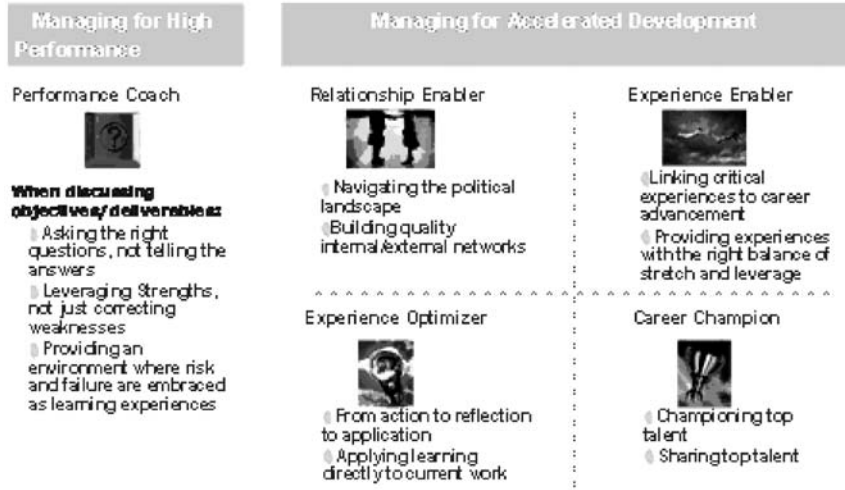 Managing for High
Performance
Managing for Accelerated Development
Performance Coach
When discussing
objectives/deliverables:
Asking the right
questions, not telling the
answers
Leveraging Strengths,
not just correcting
weaknesses
Providing an
environment where risk
and failure are embraced
as learning experiences
Relationship Enabler
Navigating the political
landscape
Building quality
internal/external networks
Experience Enabler
Linking critical
experiences to career
advancement
Providing experiences
with the right balance of
stretch and leverage
Experience Optimizer
From action to reflection
to application
Applying learning
directly to current work
Career Champion
Championing top
talent
Sharing top talent